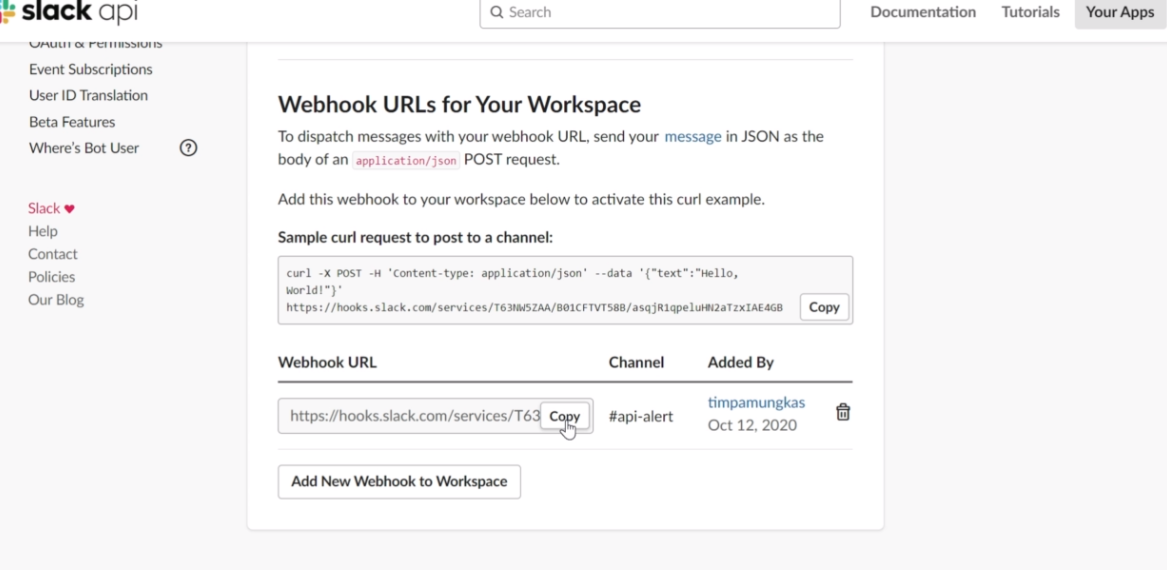 slack api
Search
Documentation
Tutorials
Your Apps
OAuth & Permissions
Event Subscriptions
User ID Translation
Beta Features
Where's Bot User
?
Slack ♥
Help
Contact
Policies
Our Blog
Webhook URLs for Your Workspace
To dispatch messages with your webhook URL, send your message in JSON as the
body of an application/json POST request.
Add this webhook to your workspace below to activate this curl example.
Sample curl request to post to a channel:
curl -X POST -H 'Content-type: application/json' --data '{"text":"Hello,
World!"}'
https://hooks.slack.com/services/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
Copy
Webhook URL
Channel
Added By
https://hooks.slack.com/services/T63
Copy
#api-alert
timpamungkas
Oct 12, 2020
Add New Webhook to Workspace